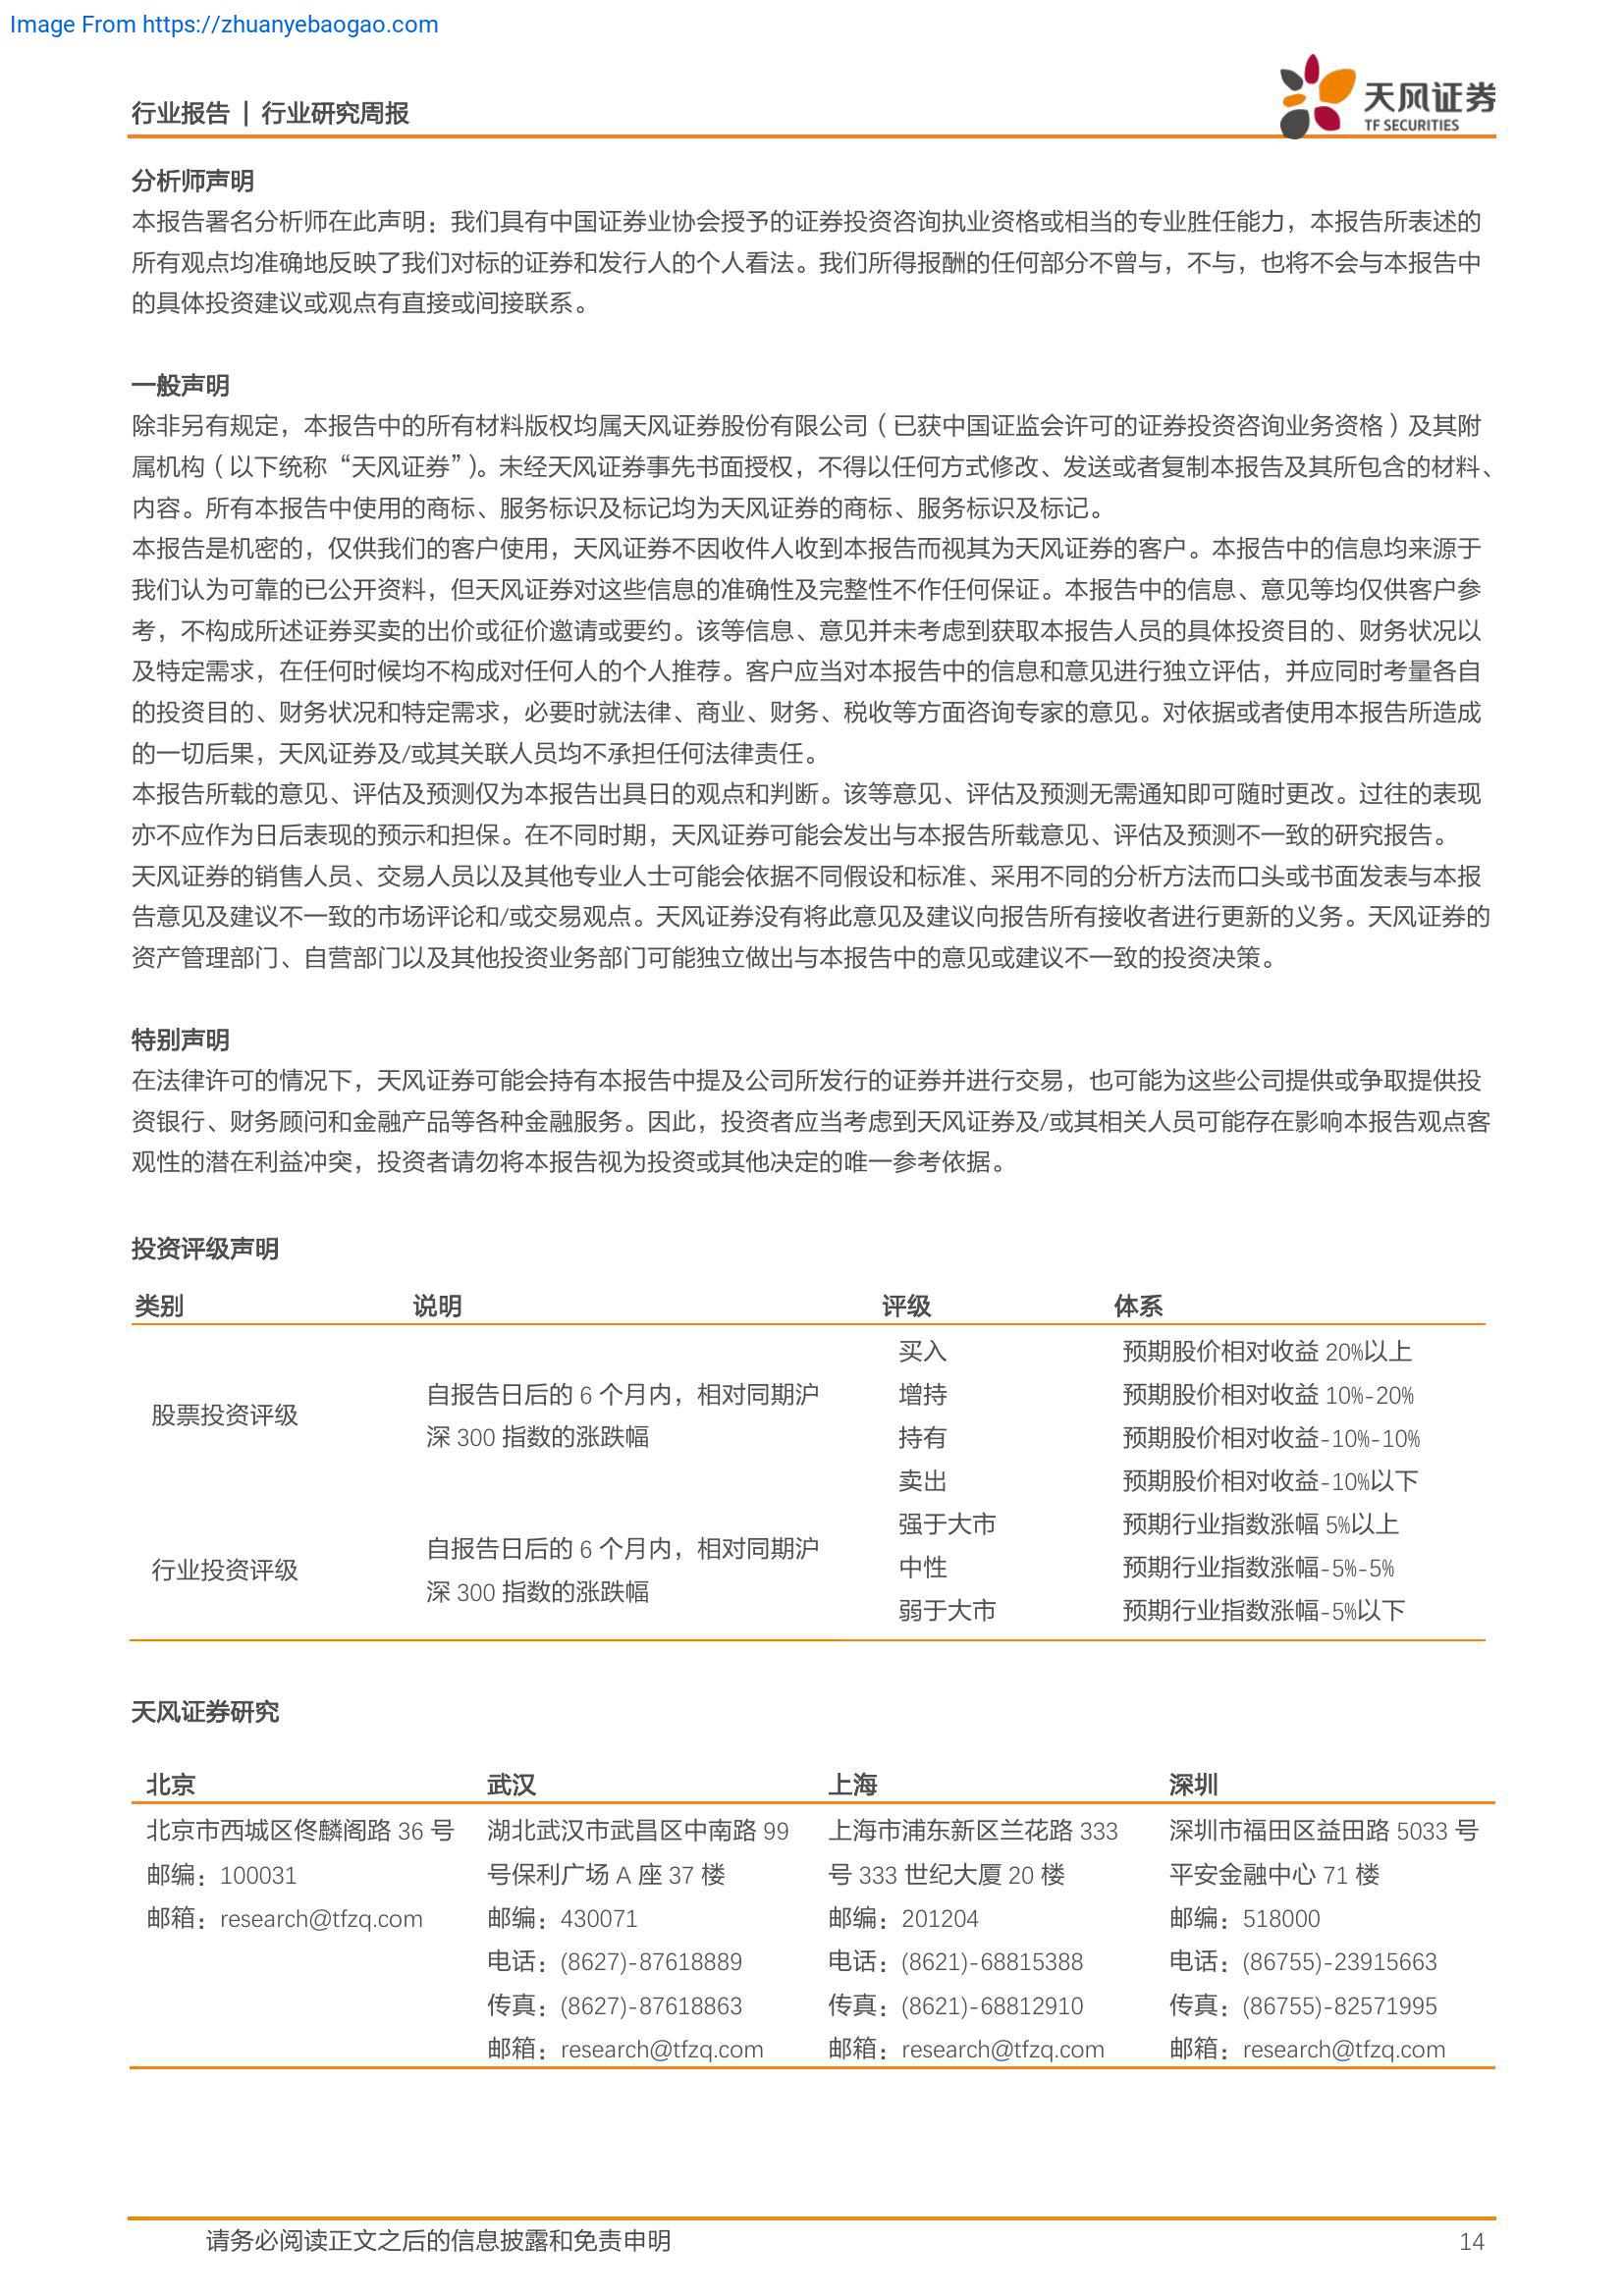 Image From https://zhuanyebaogao.com
行业报告 | 行业研究周报
天风证券
TF SECURITIES
分析师声明
本报告署名分析师在此声明：我们具有中国证券业协会授予的证券投资咨询执业资格或相当的专业胜任能力，本报告所表述的
所有观点均准确地反映了我们对标的证券和发行人的个人看法。我们所得报酬的任何部分不曾与，不与，也将不会与本报告中
的具体投资建议或观点有直接或间接联系。
一般声明
除非另有规定，本报告中的所有材料版权均属天风证券股份有限公司（已获中国证监会许可的证券投资咨询业务资格）及其附
属机构（以下统称“天风证券”）。未经天风证券事先书面授权，不得以任何方式修改、发送或者复制本报告及其所包含的材料、
内容。所有本报告中使用的商标、服务标识及标记均为天风证券的商标、服务标识及标记。
本报告是机密的，仅供我们的客户使用，天风证券不因收件人收到本报告而视其为天风证券的客户。本报告中的信息均来源于
我们认为可靠的已公开资料，但天风证券对这些信息的准确性及完整性不作任何保证。本报告中的信息、意见等均仅供客户参
考，不构成所述证券买卖的出价或征价邀请或要约。该等信息、意见并未考虑到获取本报告人员的具体投资目的、财务状况以
及特定需求，在任何时候均不构成对任何人的个人推荐。客户应当对本报告中的信息和意见进行独立评估，并应同时考量各自
的投资目的、财务状况和特定需求，必要时就法律、商业、财务、税收等方面咨询专家的意见。对依据或者使用本报告所造成
的一切后果，天风证券及/或其关联人员均不承担任何法律责任。
本报告所载的意见、评估及预测仅为本报告出具日的观点和判断。该等意见、评估及预测无需通知即可随时更改。过往的表现
亦不应作为日后表现的预示和担保。在不同时期，天风证券可能会发出与本报告所载意见、评估及预测不一致的研究报告。
天风证券的销售人员、交易人员以及其他专业人士可能会依据不同假设和标准、采用不同的分析方法而口头或书面发表与本报
告意见及建议不一致的市场评论和/或交易观点。天风证券没有将此意见及建议向报告所有接收者进行更新的义务。天风证券的
资产管理部门、自营部门以及其他投资业务部门可能独立做出与本报告中的意见或建议不一致的投资决策。
特别声明
在法律许可的情况下，天风证券可能会持有本报告中提及公司所发行的证券并进行交易，也可能为这些公司提供或争取提供投
资银行、财务顾问和金融产品等各种金融服务。因此，投资者应当考虑到天风证券及/或其相关人员可能存在影响本报告观点客
观性的潜在利益冲突，投资者请勿将本报告视为投资或其他决定的唯一参考依据。
投资评级声明
类别 说明 评级 体系
股票投资评级
自报告日后的 6 个月内，相对同期沪
深 300 指数的涨跌幅
买入 预期股价相对收益 20%以上
增持 预期股价相对收益 10%-20%
持有 预期股价相对收益-10%-10%
卖出 预期股价相对收益-10%以下
行业投资评级
自报告日后的 6 个月内，相对同期沪
深 300 指数的涨跌幅
强于大市 预期行业指数涨幅 5%以上
中性 预期行业指数涨幅-5%-5%
弱于大市 预期行业指数涨幅-5%以下
天风证券研究
北京
北京市西城区佟麟阁路 36 号
邮编：100031
邮箱：research@tfzq.com
武汉
湖北武汉市武昌区中南路 99
号保利广场 A 座 37 楼
邮编：430071
电话：(8627)-87618889
传真：(8627)-87618863
邮箱：research@tfzq.com
上海
上海市浦东新区兰花路 333
号 333 世纪大厦 20 楼
邮编：201204
电话：(8621)-68815388
传真：(8621)-68812910
邮箱：research@tfzq.com
深圳
深圳市福田区益田路 5033 号
平安金融中心 71 楼
邮编：518000
电话：(86755)-23915663
传真：(86755)-82571995
邮箱：research@tfzq.com
请务必阅读正文之后的信息披露和免责申明
14